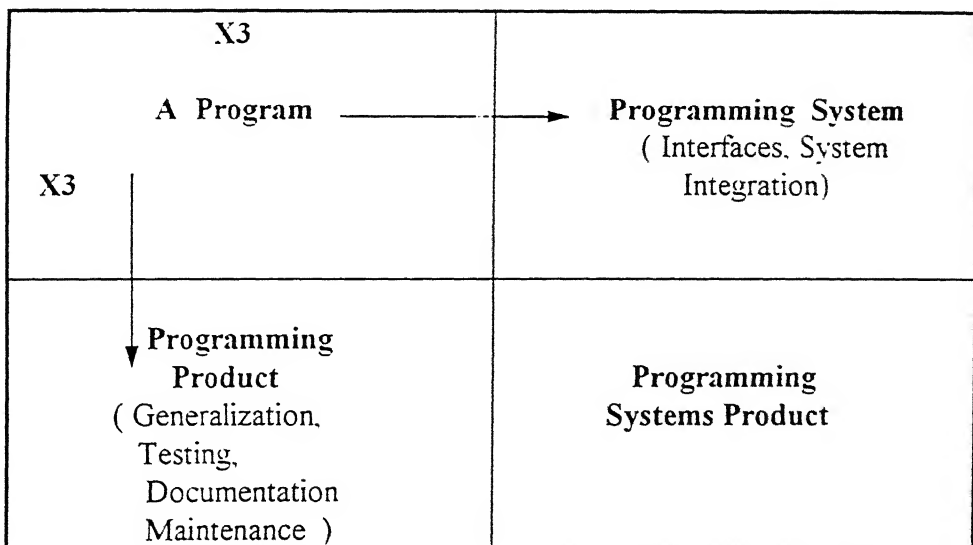 X3
A Program
X3
Programming System
( Interfaces, System
Integration)
Programming
Product
( Generalization,
Testing,
Documentation
Maintenance )
Programming
Systems Product